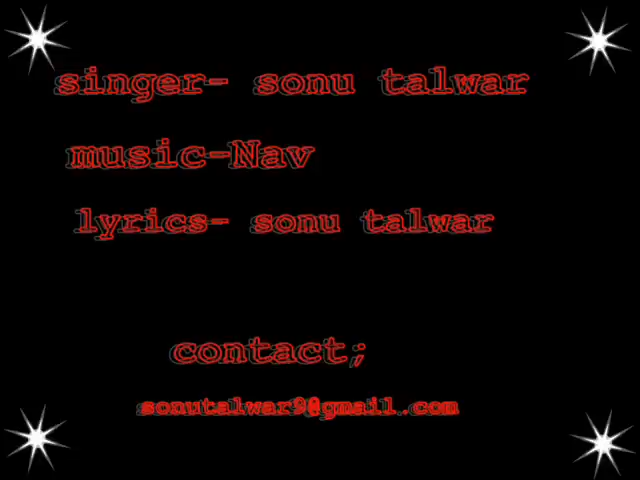 singer- sonu talwar
music-Nav
lyrics- sonu talwar
contact;
sonutalwar9@gmail.com